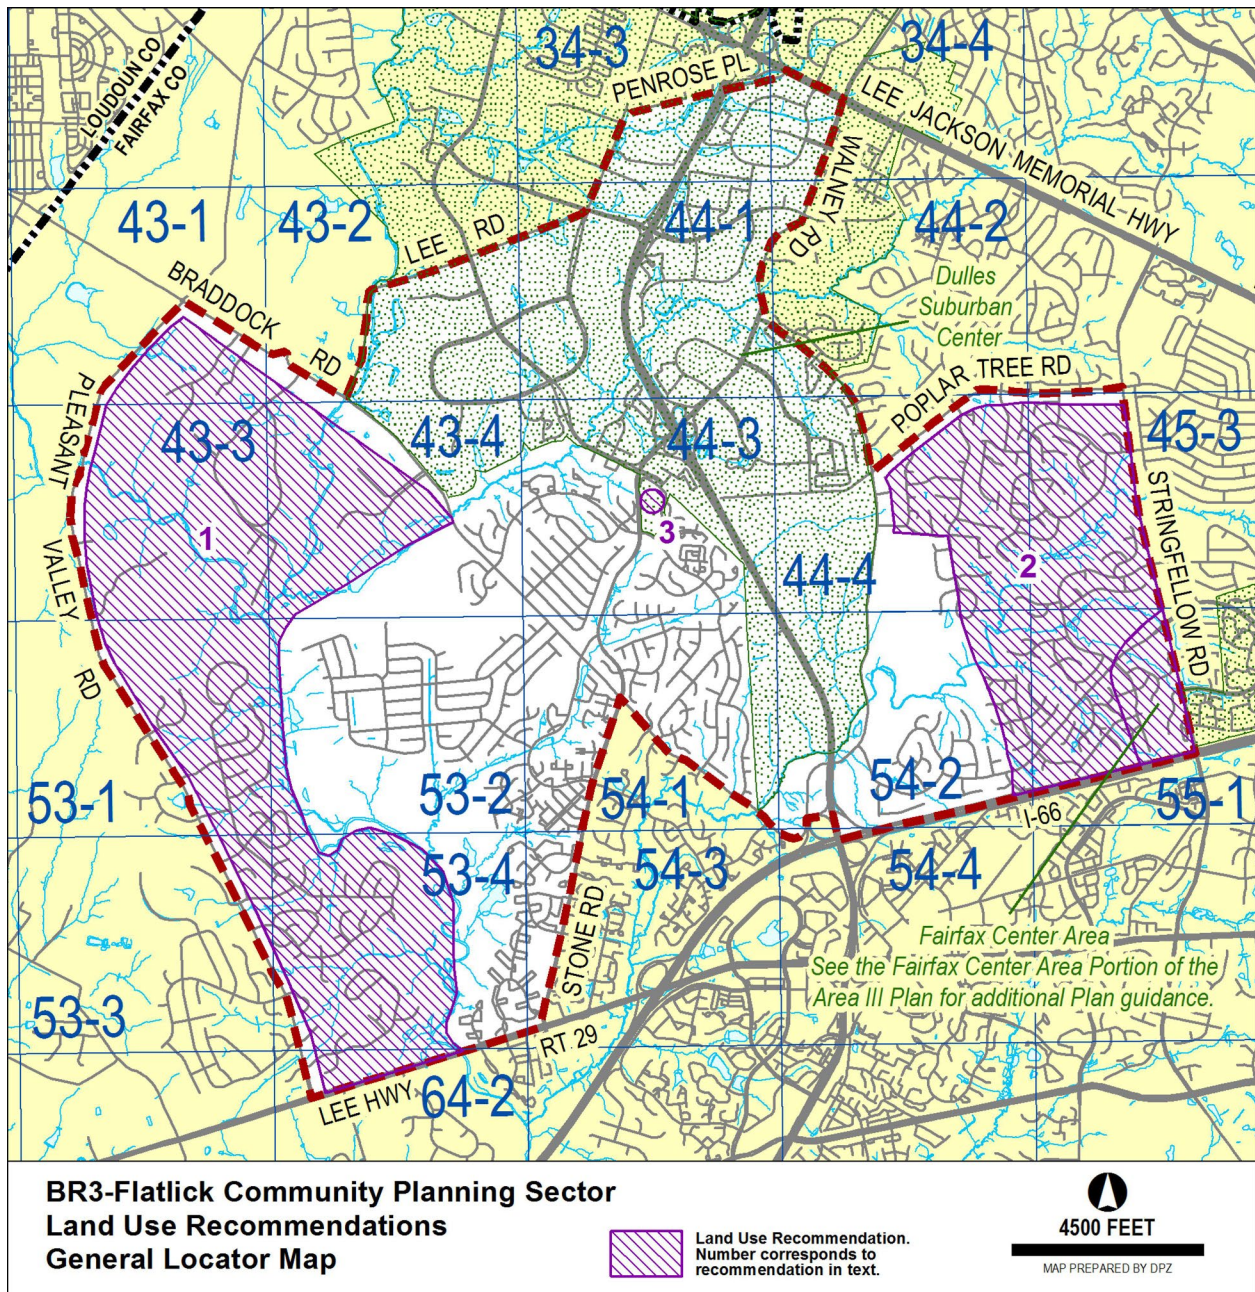 34-3
34-4
LOUDOUN CO
FAIRFAX CO
PENROSE PL
LEE JACKSON MEMORIAL HWY
WALNEY RD
43-1
43-2
44-1
44-2
LEE RD
BRADDOCK RD
Dulles
Suburban
Center
POPLAR TREE RD
PLEASANT VALLEY RD
43-3
43-4
44-3
45-3
STRINGFELLOW RD
1
3
2
44-4
53-1
53-2
54-1
54-2
55-1
I-66
53-4
54-3
54-4
STONE RD
Fairfax Center Area
See the Fairfax Center Area Portion of the
Area III Plan for additional Plan guidance.
53-3
RT. 29
LEE HWY
64-2
BR3-Flatlick Community Planning Sector
Land Use Recommendations
General Locator Map
Land Use Recommendation.
Number corresponds to
recommendation in text.
4500 FEET
MAP PREPARED BY DPZ